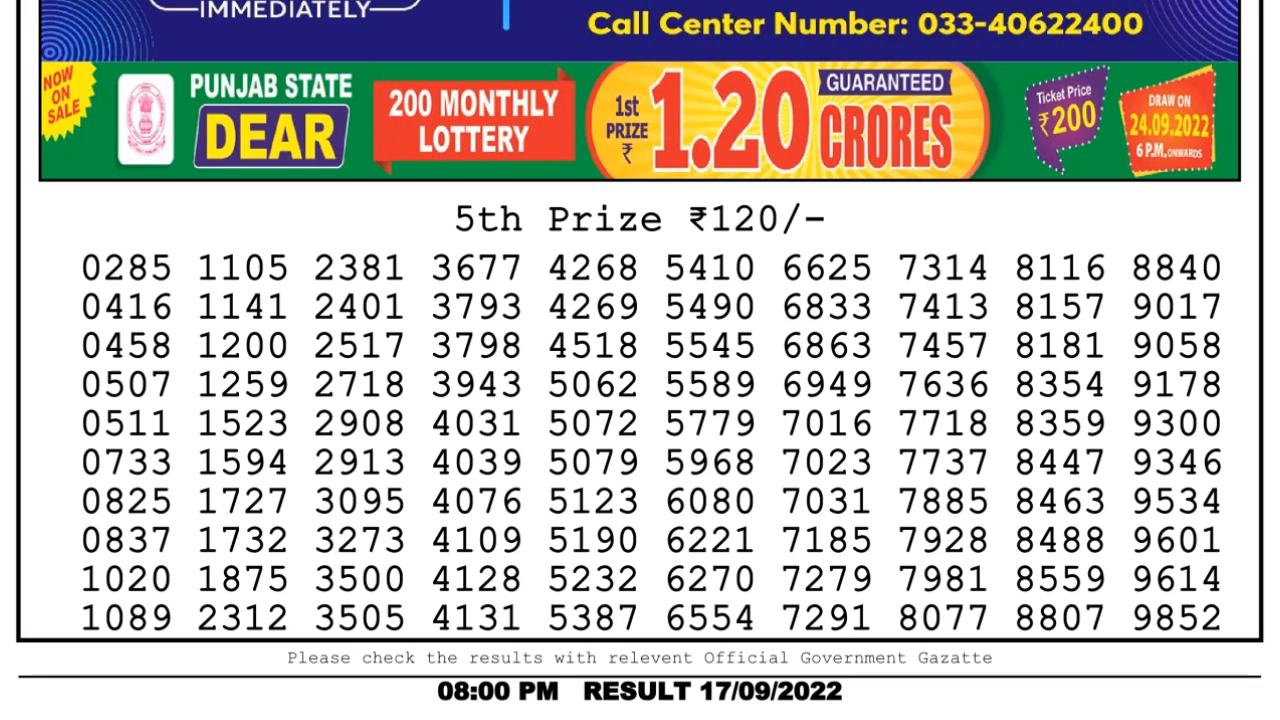 IMMEDIATELY
Call Center Number: 033-40622400
NOW ON SALE
PUNJAB STATE
DEAR
200 MONTHLY
LOTTERY
1st PRIZE ₹
1.20
GUARANTEED
CRORES
Ticket Price
₹200
DRAW ON
24.09.2022
6 P.M. ONWARDS
5th Prize ₹120/-
0285 1105 2381 3677 4268 5410 6625 7314 8116 8840
0416 1141 2401 3793 4269 5490 6833 7413 8157 9017
0458 1200 2517 3798 4518 5545 6863 7457 8181 9058
0507 1259 2718 3943 5062 5589 6949 7636 8354 9178
0511 1523 2908 4031 5072 5779 7016 7718 8359 9300
0733 1594 2913 4039 5079 5968 7023 7737 8447 9346
0825 1727 3095 4076 5123 6080 7031 7885 8463 9534
0837 1732 3273 4109 5190 6221 7185 7928 8488 9601
1020 1875 3500 4128 5232 6270 7279 7981 8559 9614
1089 2312 3505 4131 5387 6554 7291 8077 8807 9852
Please check the results with relevent Official Government Gazatte
08:00 PM RESULT 17/09/2022